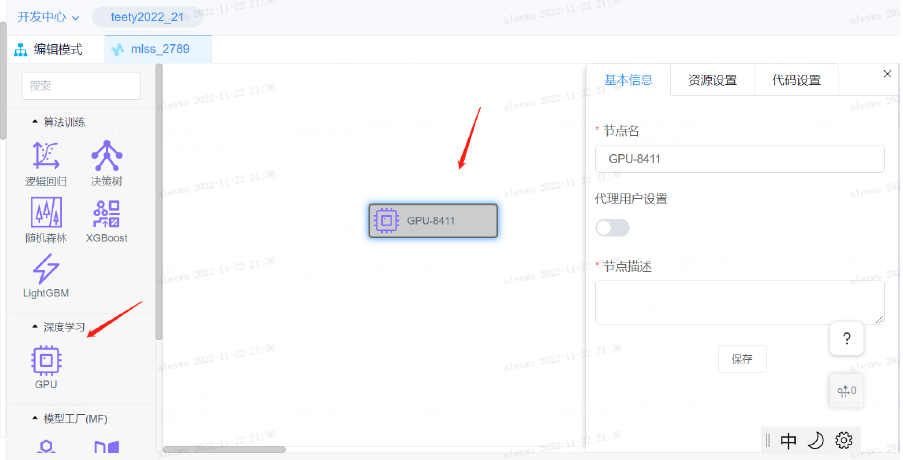 开发中心
teety2022_21
编辑模式
mlss_2789
搜索
算法训练
逻辑回归
决策树
随机森林
XGBoost
LightGBM
深度学习
GPU
模型工厂(MF)
GPU-8411
基本信息
资源设置
代码设置
* 节点名
GPU-8411
代理用户设置
* 节点描述
保存
?
0
中
alexwu 2022-11-22 21:36